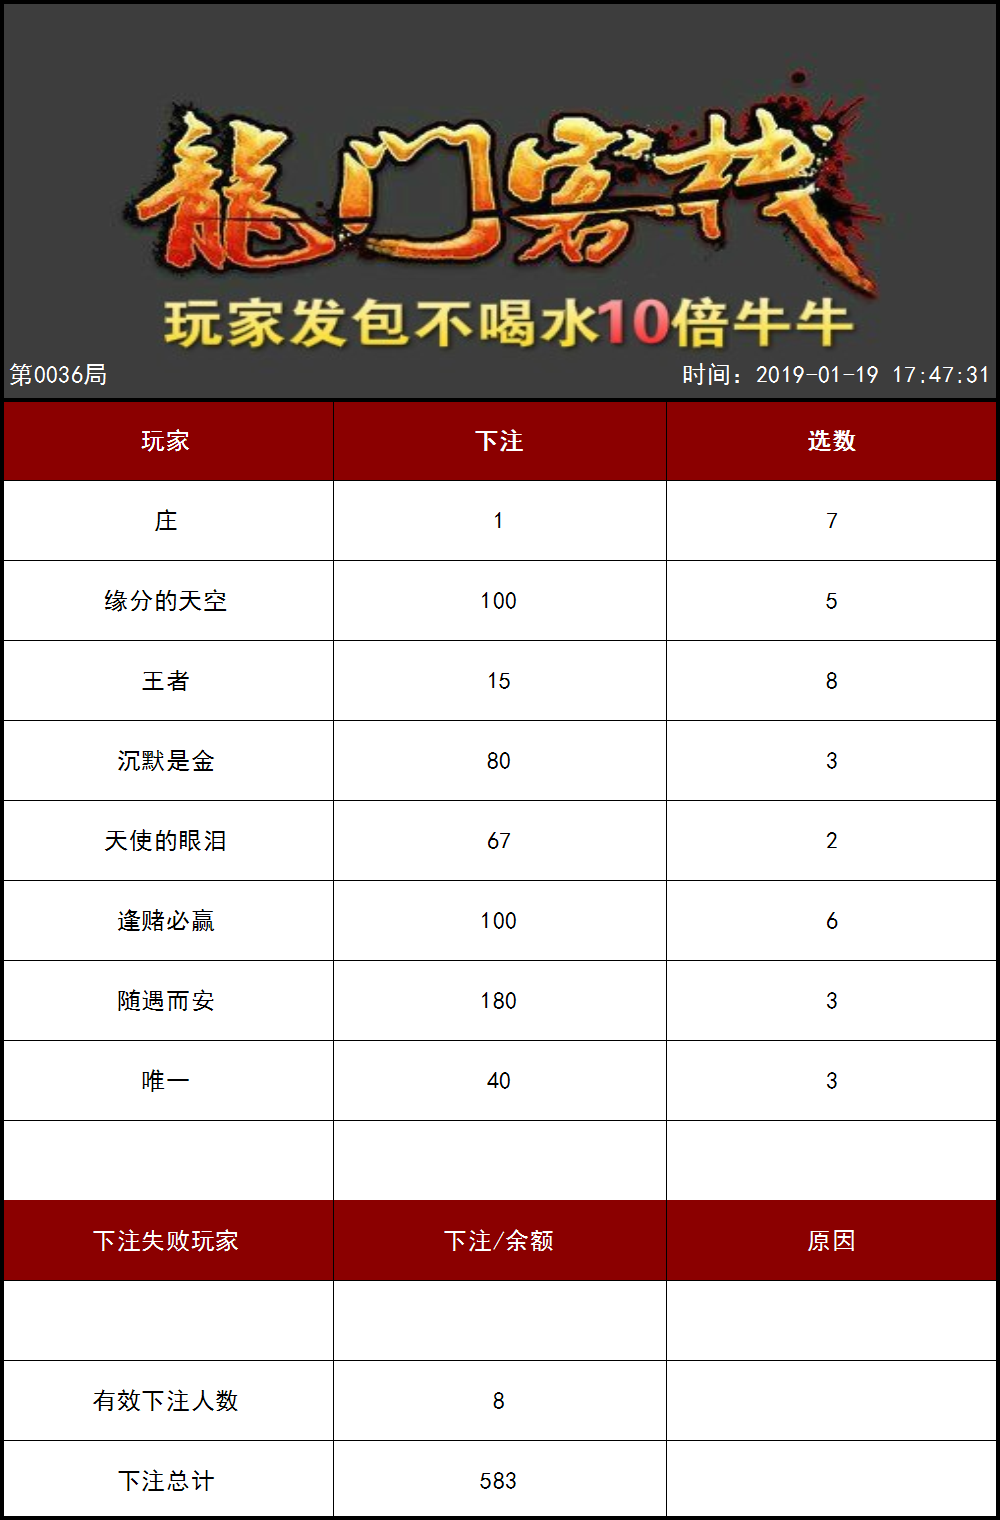 龍门客栈
玩家发包不喝水10倍牛牛
第0036局 时间：2019-01-19 17:47:31
玩家 下注 选数
庄 1 7
缘分的天空 100 5
王者 15 8
沉默是金 80 3
天使的眼泪 67 2
逢赌必赢 100 6
随遇而安 180 3
唯一 40 3
下注失败玩家 下注/余额 原因
有效下注人数 8
下注总计 583